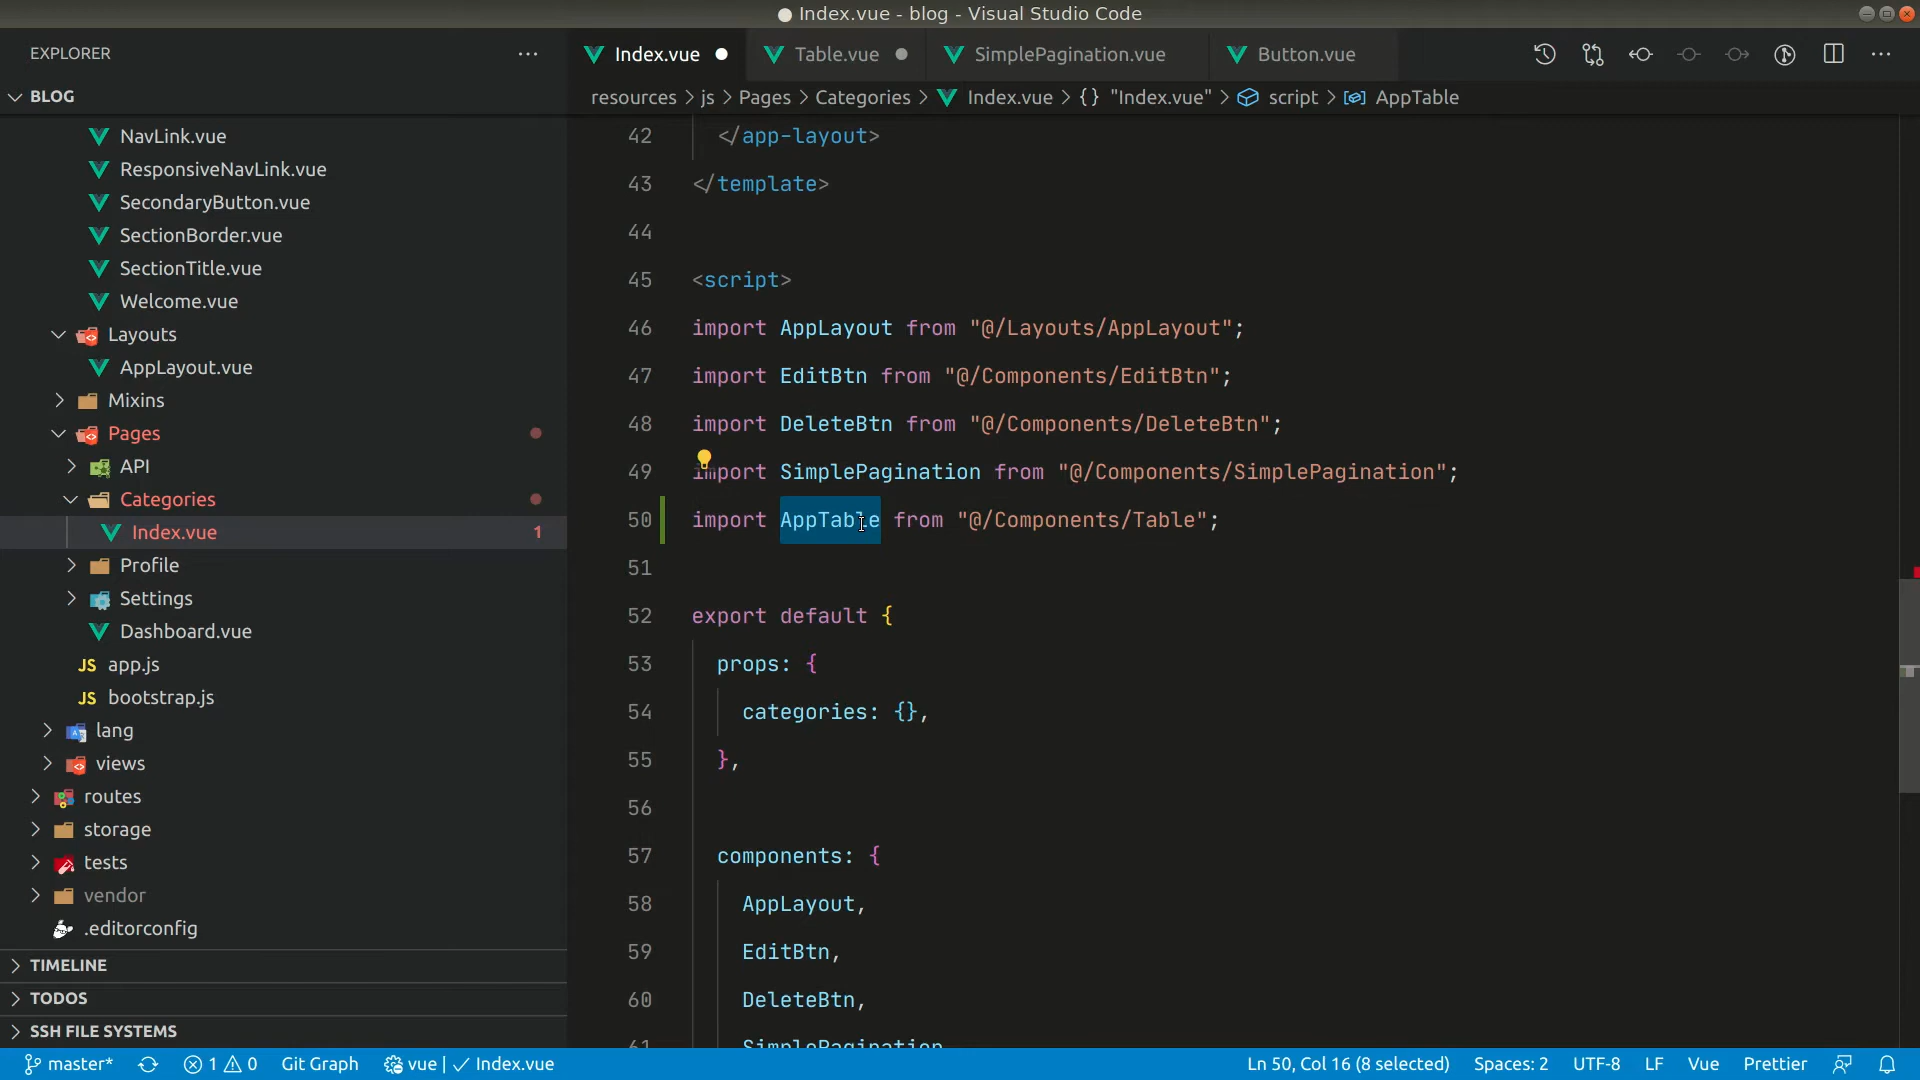 Index.vue - blog - Visual Studio Code
EXPLORER
Index.vue
Table.vue
SimplePagination.vue
Button.vue
BLOG
resources > js > Pages > Categories > Index.vue > {} "Index.vue" > script > AppTable
NavLink.vue
ResponsiveNavLink.vue
SecondaryButton.vue
SectionBorder.vue
SectionTitle.vue
Welcome.vue
Layouts
AppLayout.vue
Mixins
Pages
API
Categories
Index.vue 1
Profile
Settings
Dashboard.vue
JS app.js
JS bootstrap.js
lang
views
routes
storage
tests
vendor
.editorconfig
TIMELINE
TODOS
SSH FILE SYSTEMS
42 </app-layout>
43 </template>
44
45 <script>
46 import AppLayout from "@/Layouts/AppLayout";
47 import EditBtn from "@/Components/EditBtn";
48 import DeleteBtn from "@/Components/DeleteBtn";
49 import SimplePagination from "@/Components/SimplePagination";
50 import AppTable from "@/Components/Table";
51
52 export default {
53 props: {
54 categories: {},
55 },
56
57 components: {
58 AppLayout,
59 EditBtn,
60 DeleteBtn,
61 SimplePagination
master* 1 0 Git Graph vue | ✓ Index.vue
Ln 50, Col 16 (8 selected) Spaces: 2 UTF-8 LF Vue Prettier